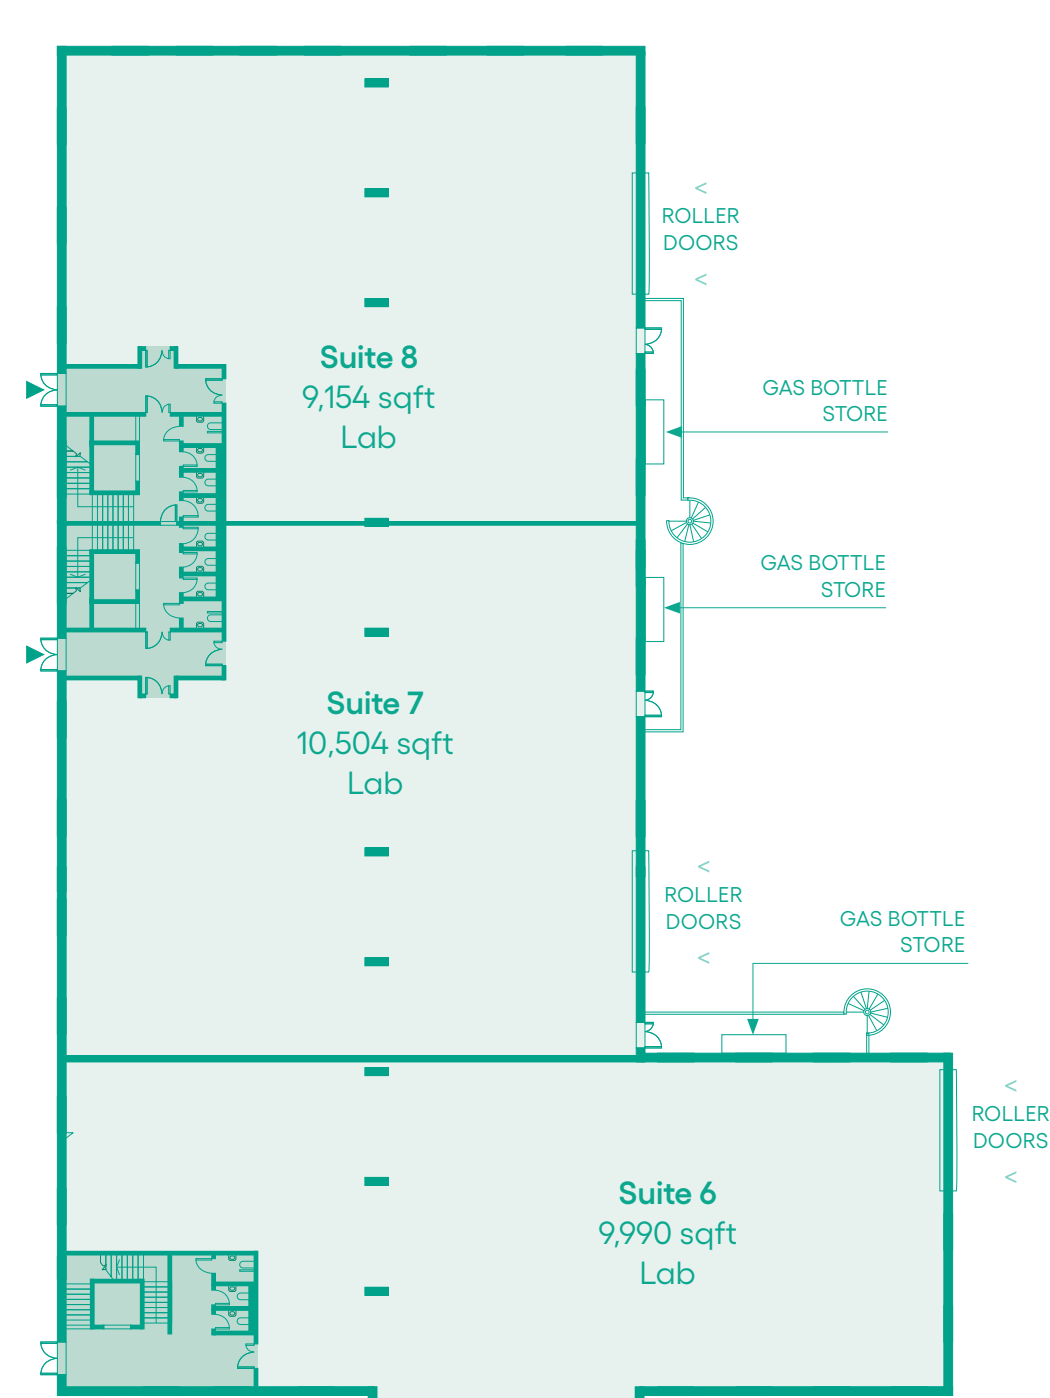 <
ROLLER
DOORS
<
Suite 8
9,154 sqft
Lab
GAS BOTTLE
STORE
GAS BOTTLE
STORE
Suite 7
10,504 sqft
Lab
<
ROLLER
DOORS
<
GAS BOTTLE
STORE
<
ROLLER
DOORS
<
Suite 6
9,990 sqft
Lab